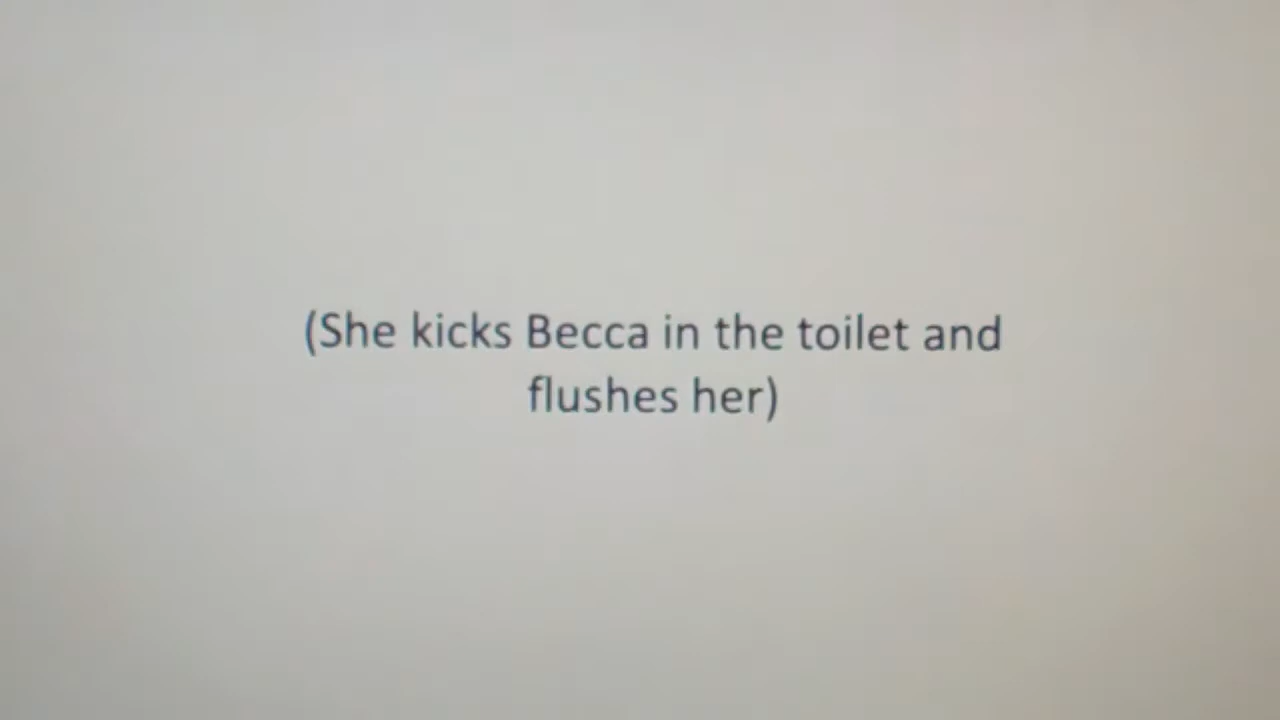 (She kicks Becca in the toilet and
flushes her)